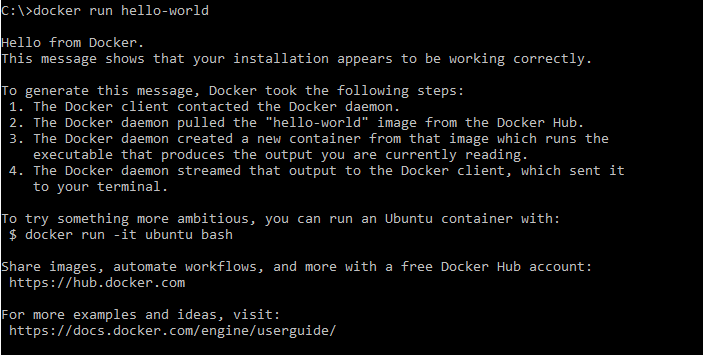 C:\>docker run hello-world
Hello from Docker.
This message shows that your installation appears to be working correctly.
To generate this message, Docker took the following steps:
1. The Docker client contacted the Docker daemon.
2. The Docker daemon pulled the "hello-world" image from the Docker Hub.
3. The Docker daemon created a new container from that image which runs the
executable that produces the output you are currently reading.
4. The Docker daemon streamed that output to the Docker client, which sent it
to your terminal.
To try something more ambitious, you can run an Ubuntu container with:
$ docker run -it ubuntu bash
Share images, automate workflows, and more with a free Docker Hub account:
https://hub.docker.com
For more examples and ideas, visit:
https://docs.docker.com/engine/userguide/